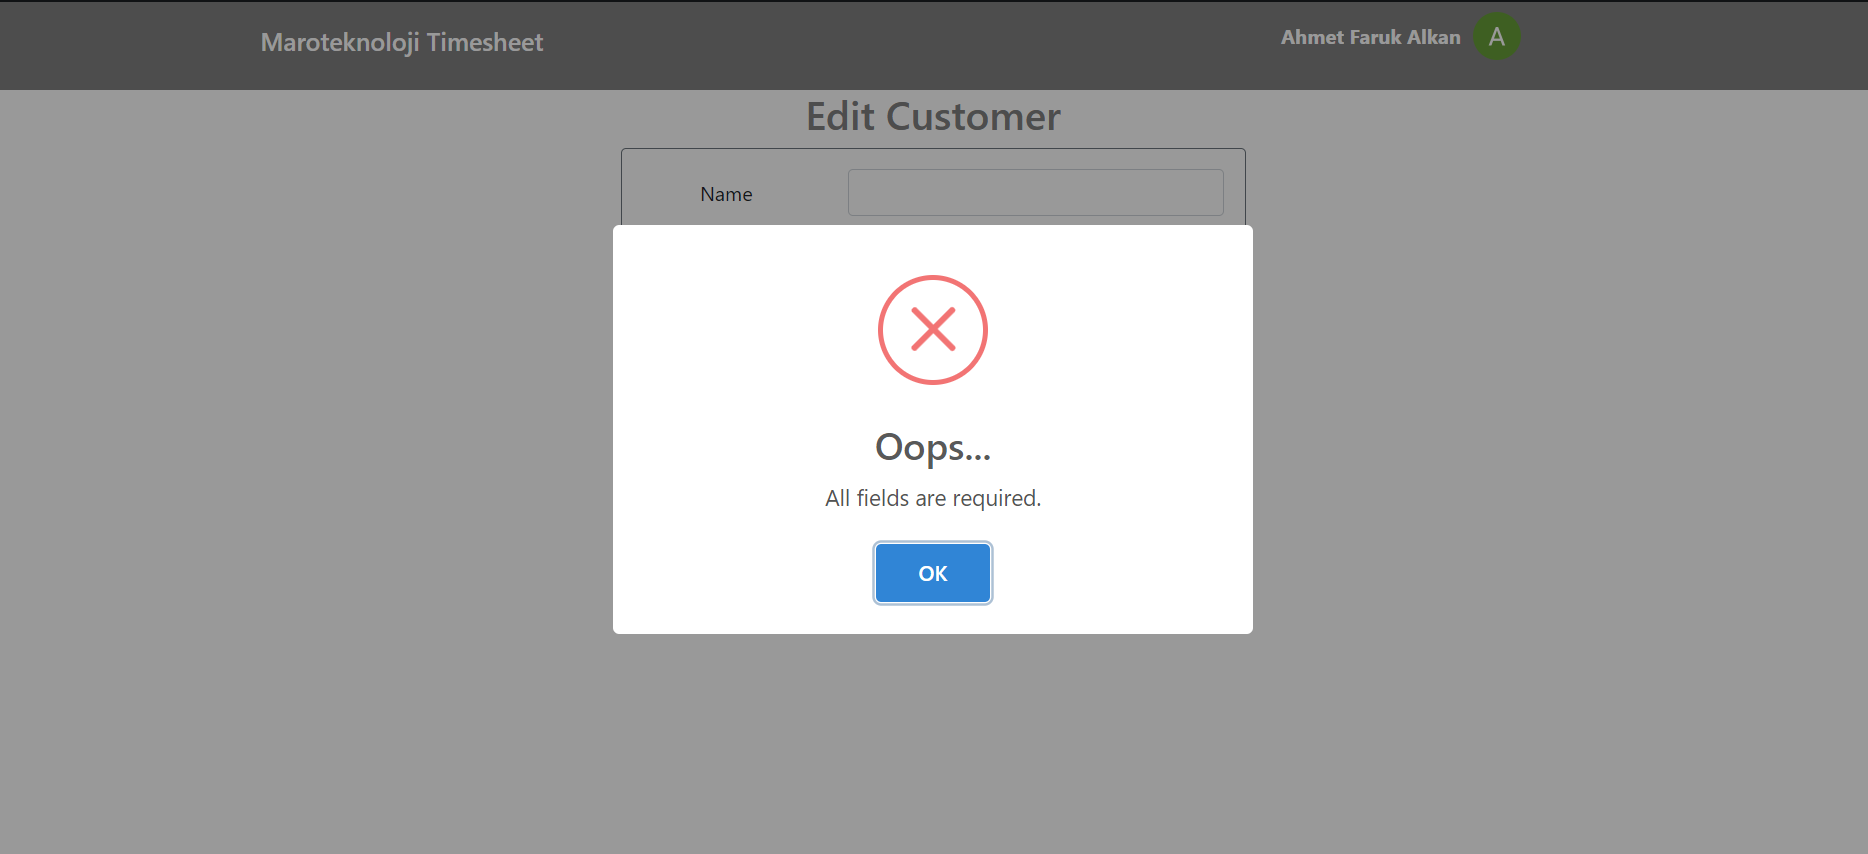 Maroteknoloji Timesheet
Ahmet Faruk Alkan
A
Edit Customer
Name
Oops...
All fields are required.
OK